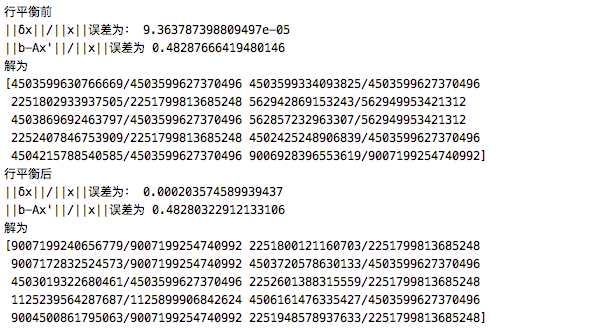 行平衡前
||δx||/||x||误差为： 9.363787398809497e-05
||b-Ax'||/||x||误差为 0.48287666419480146
解为
[4503599630766669/4503599627370496 4503599334093825/4503599627370496
2251802933937505/2251799813685248 562942869153243/562949953421312
4503869692463797/4503599627370496 562857232963307/562949953421312
2252407846753909/2251799813685248 4502425248906839/4503599627370496
4504215788540585/4503599627370496 9006928396553619/9007199254740992]
行平衡后
||δx||/||x||误差为： 0.000203574589939437
||b-Ax'||/||x||误差为 0.48280322912133106
解为
[9007199240656779/9007199254740992 2251800121160703/2251799813685248
9007172832524573/9007199254740992 4503720578630133/4503599627370496
4503019322680461/4503599627370496 2252601388315559/2251799813685248
1125239564287687/1125899906842624 4506161476335427/4503599627370496
9004500861795063/9007199254740992 2251948578937633/2251799813685248]